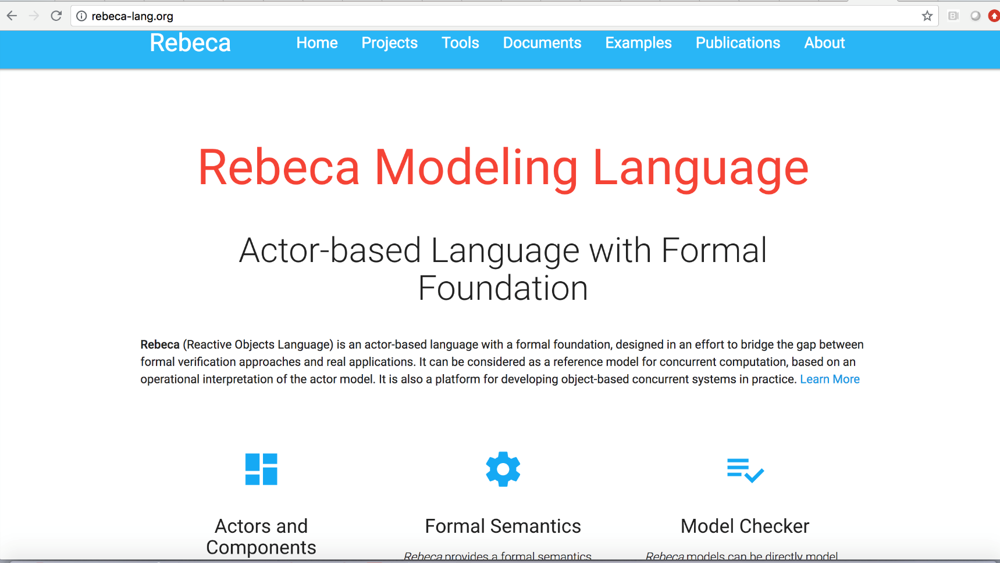 rebeca-lang.org
Rebeca Home Projects Tools Documents Examples Publications About
Rebeca Modeling Language
Actor-based Language with Formal
Foundation
Rebeca (Reactive Objects Language) is an actor-based language with a formal foundation, designed in an effort to bridge the gap between
formal verification approaches and real applications. It can be considered as a reference model for concurrent computation, based on an
operational interpretation of the actor model. It is also a platform for developing object-based concurrent systems in practice. Learn More
Actors and
Components
Formal Semantics
Rebeca provides a formal semantics
Model Checker
Rebeca models can be directly model